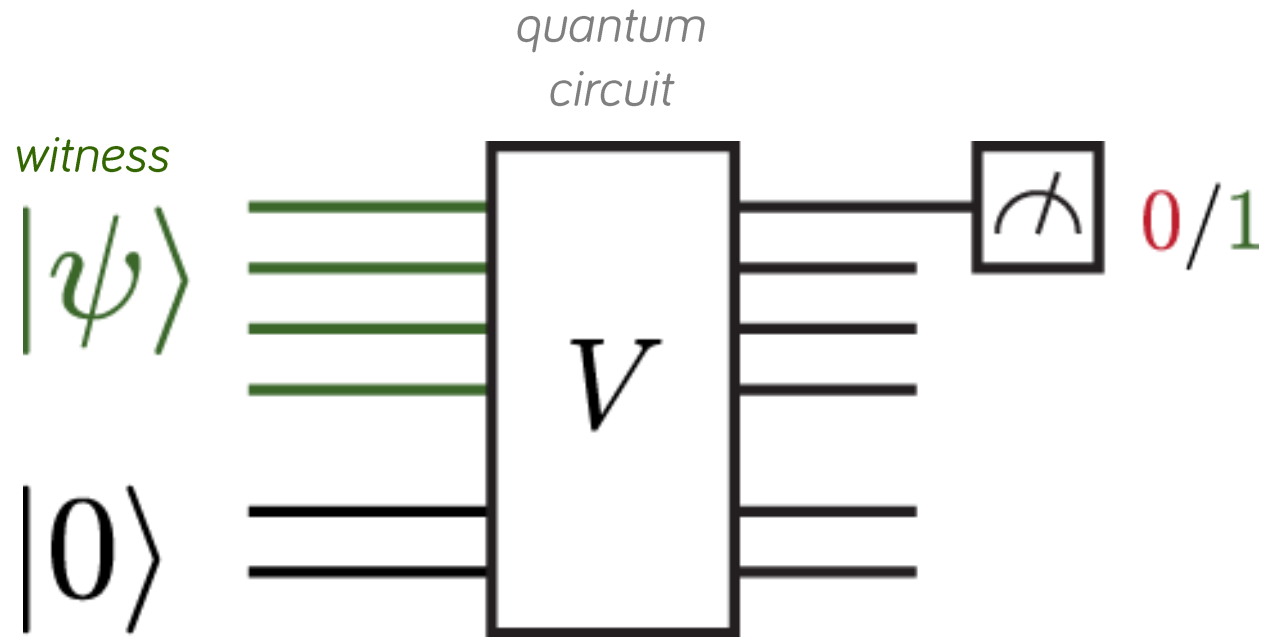 quantum
circuit
witness
|ψ⟩
V
0/1
|0⟩